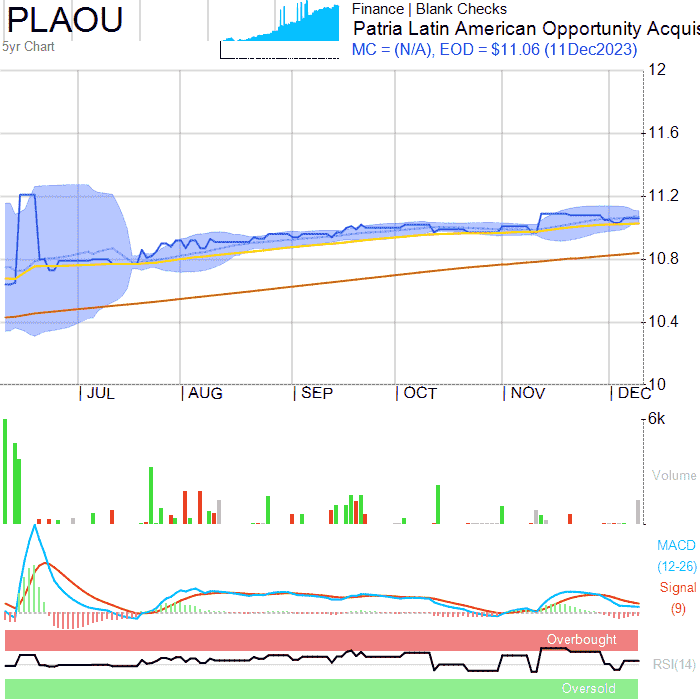 PLAOU
5yr Chart
Finance | Blank Checks
Patria Latin American Opportunity Acquis
MC = (N/A), EOD = $11.06 (11Dec2023)
12
11.6
11.2
10.8
10.4
10
| JUL | AUG | SEP | OCT | NOV | DEC
6k
Volume
MACD
(12-26)
Signal
(9)
Overbought
RSI(14)
Oversold